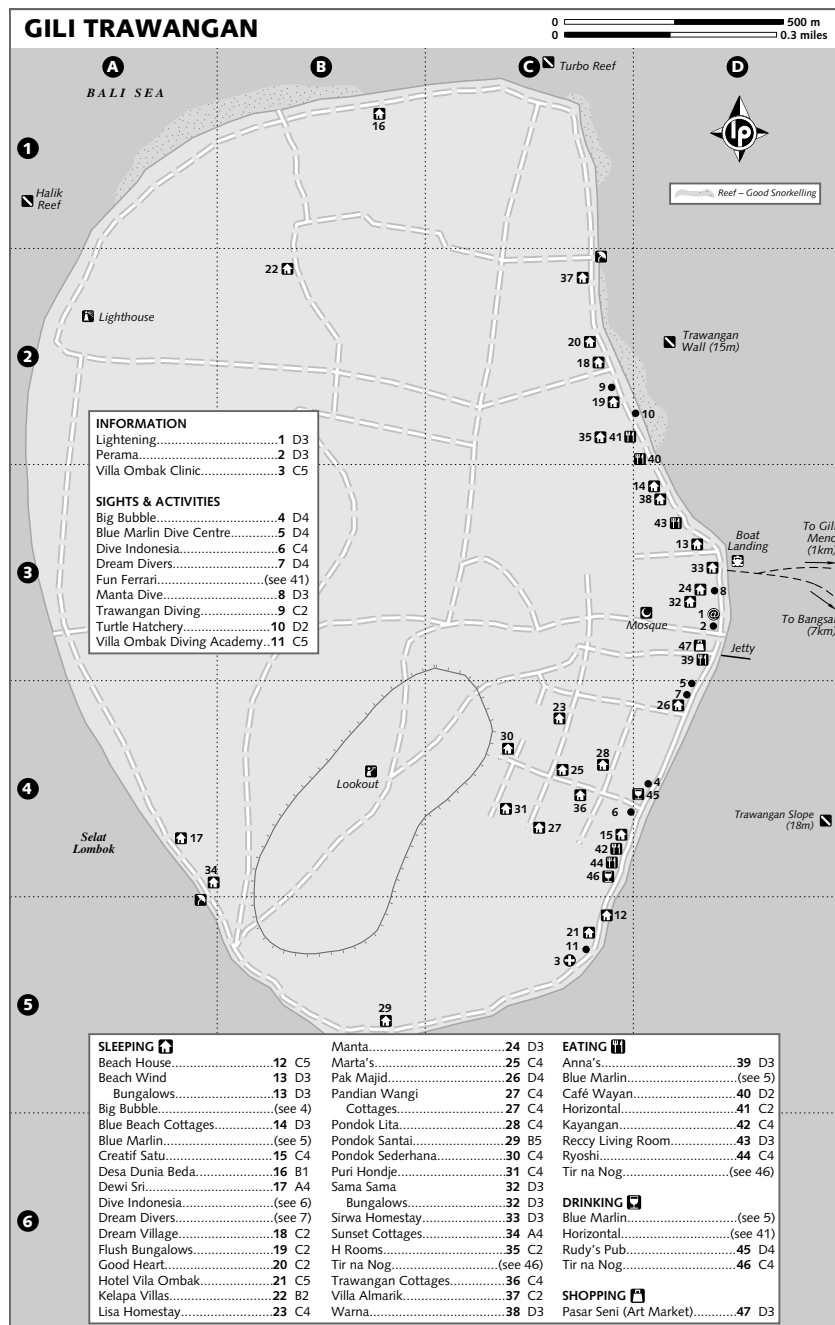 GILI TRAWANGAN
0 500 m
0 0.3 miles
A B C D
BALI SEA
Turbo Reef
16
1
lp
Halik
Reef
Reef – Good Snorkelling
22
37
Lighthouse
2
20
Trawangan
Wall (15m)
18
9
19
10
35
41
40
INFORMATION
Lightening 1 D3
Perama 2 D3
Villa Ombak Clinic 3 C5
SIGHTS & ACTIVITIES
Big Bubble 4 D4
Blue Marlin Dive Centre 5 D4
Dive Indonesia 6 C4
Dream Divers 7 D4
Fun Ferrari (see 41)
Manta Dive 8 D3
Trawangan Diving 9 C2
Turtle Hatchery 10 D2
Villa Ombak Diving Academy..11 C5
14
38
43
13
Boat
Landing
To Gili
Meno
(1km)
3
33
24
8
32
1
@
2
Mosque
To Bangsal
(7km)
47
39
Jetty
5
7
26
23
30
28
25
Lookout
4
4
45
36
31
6
27
Trawangan Slope
(18m)
Selat
Lombok
17
15
42
44
46
34
12
21
11
3
5
29
SLEEPING
Beach House 12 C5
Beach Wind 13 D3
Bungalows 13 D3
Big Bubble (see 4)
Blue Beach Cottages 14 D3
Blue Marlin (see 5)
Creatif Satu 15 C4
Desa Dunia Beda 16 B1
Dewi Sri 17 A4
Dive Indonesia (see 6)
Dream Divers (see 7)
Dream Village 18 C2
Flush Bungalows 19 C2
Good Heart 20 C2
Hotel Vila Ombak 21 C5
Kelapa Villas 22 B2
Lisa Homestay 23 C4
Manta 24 D3
Marta's 25 C4
Pak Majid 26 D4
Pandian Wangi 27 C4
Cottages 27 C4
Pondok Lita 28 C4
Pondok Santai 29 B5
Pondok Sederhana 30 C4
Puri Hondje 31 C4
Sama Sama 32 D3
Bungalows 32 D3
Sirwa Homestay 33 D3
Sunset Cottages 34 A4
H Rooms 35 C2
Tir na Nog (see 46)
Trawangan Cottages 36 C4
Villa Almarik 37 C2
Warna 38 D3
EATING
Anna's 39 D3
Blue Marlin (see 5)
Café Wayan 40 D2
Horizontal 41 C2
Kayangan 42 C4
Reccy Living Room 43 D3
Ryoshi 44 C4
Tir na Nog (see 46)
DRINKING
Blue Marlin (see 5)
Horizontal (see 41)
Rudy's Pub 45 D4
Tir na Nog 46 C4
SHOPPING
Pasar Seni (Art Market) 47 D3
6